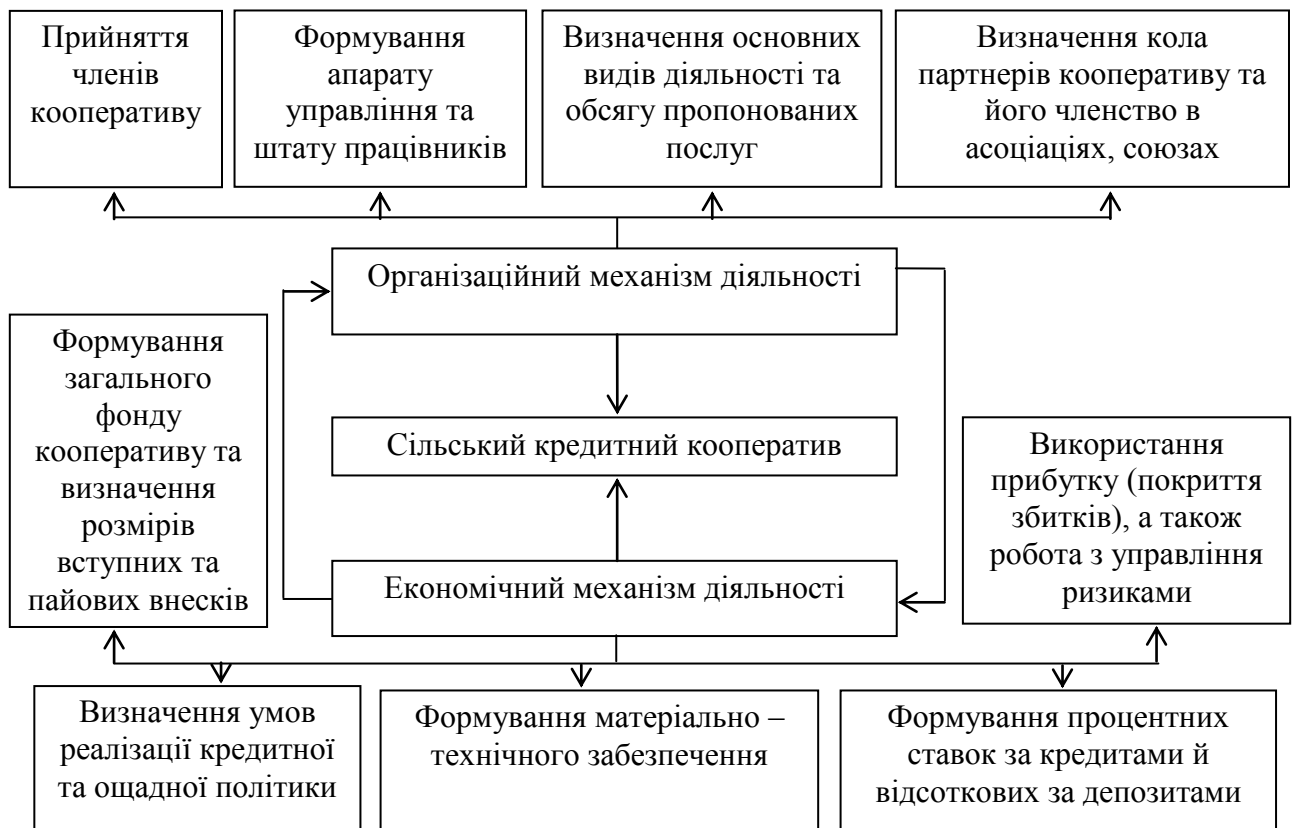 Прийняття
членів
кооперативу
Формування
апарату
управління та
штату працівників
Визначення основних
видів діяльності та
обсягу пропонованих
послуг
Визначення кола
партнерів кооперативу та
його членство в
асоціаціях, союзах
Організаційний механізм діяльності
Формування
загального
фонду
кооперативу та
визначення
розмірів
вступних та
пайових внесків
Сільський кредитний кооператив
Використання
прибутку (покриття
збитків), а також
робота з управління
ризиками
Економічний механізм діяльності
Визначення умов
реалізації кредитної
та ощадної політики
Формування матеріально –
технічного забезпечення
Формування процентних
ставок за кредитами й
відсоткових за депозитами